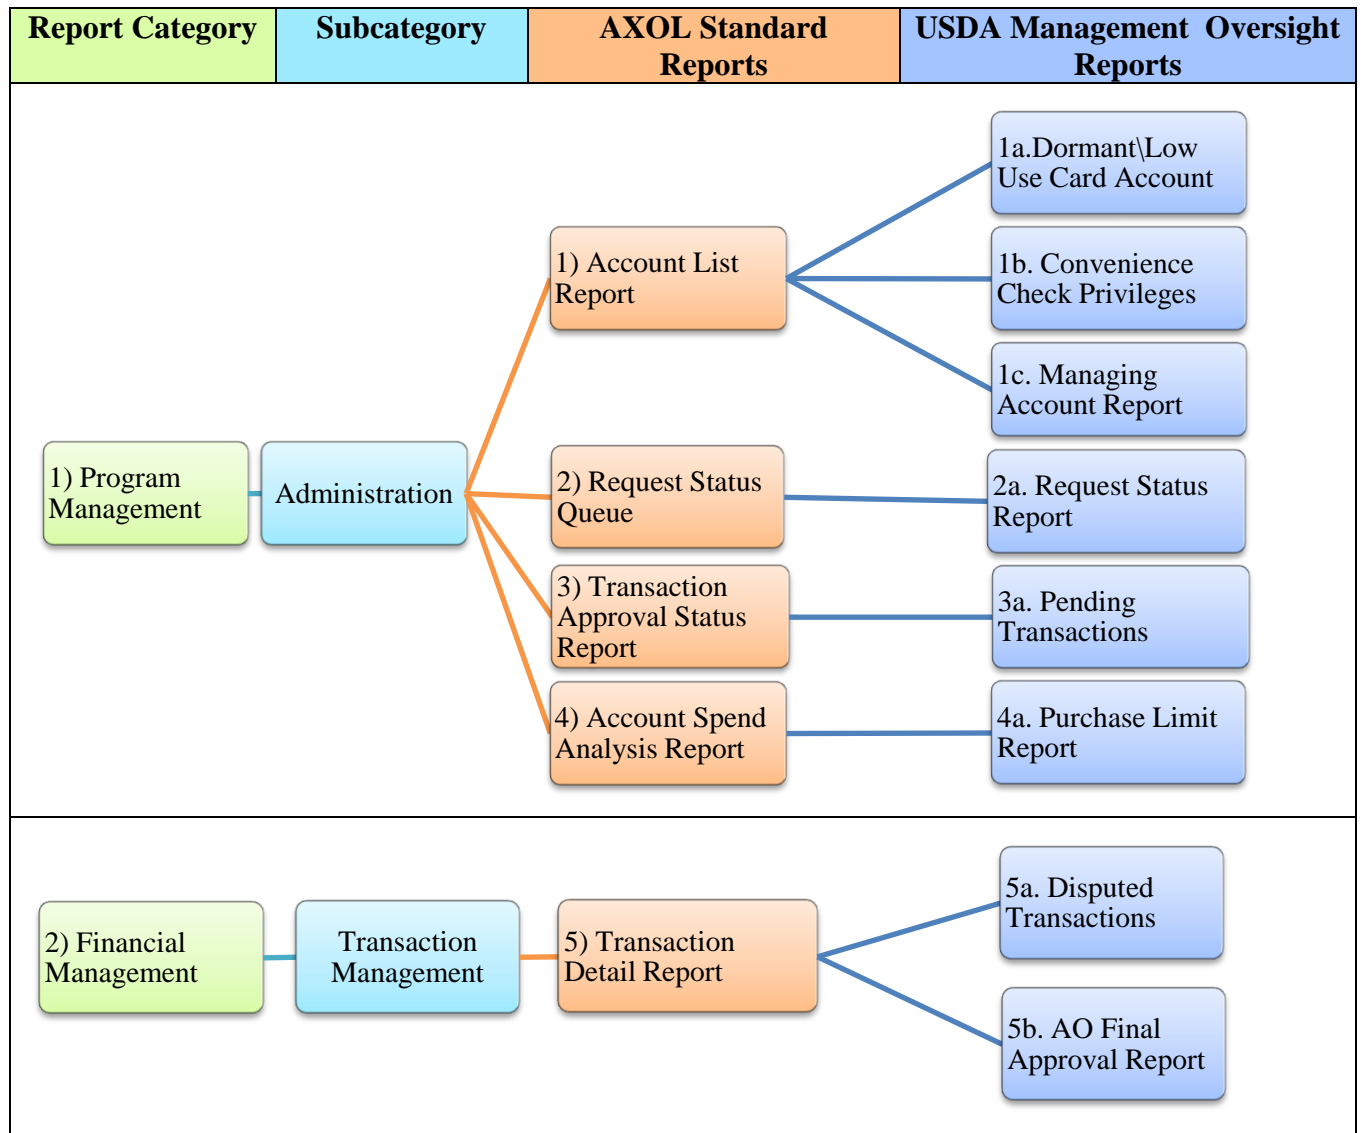 Report Category
Subcategory
AXOL Standard
Reports
USDA Management Oversight
Reports
1a.Dormant\Low
Use Card Account
1) Account List
Report
1b. Convenience
Check Privileges
1c. Managing
Account Report
1) Program
Management
Administration
2) Request Status
Queue
2a. Request Status
Report
3) Transaction
Approval Status
Report
3a. Pending
Transactions
4) Account Spend
Analysis Report
4a. Purchase Limit
Report
2) Financial
Management
Transaction
Management
5) Transaction
Detail Report
5a. Disputed
Transactions
5b. AO Final
Approval Report